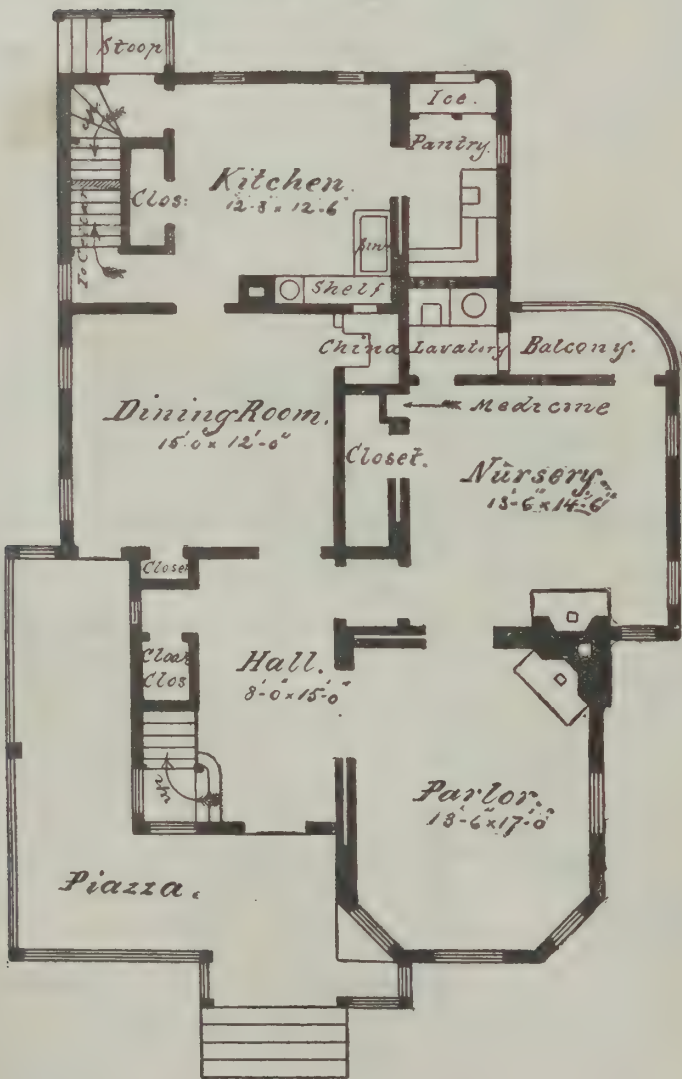 Stoop
Ice.
Pantry.
up
Kitchen.
12-8 x 12-6
Clos:
To Cellar
Sink
Shelf
China
Lavatory
Balcony.
Medicine
Dining Room.
15'-0" x 12'-0"
Closet.
Nursery.
13'-6" x 14'-6"
Closet
Hall.
8'-0" x 15'-0"
Cloak
Clos
up
Parlor.
13'-6" x 17'-0"
Piazza.